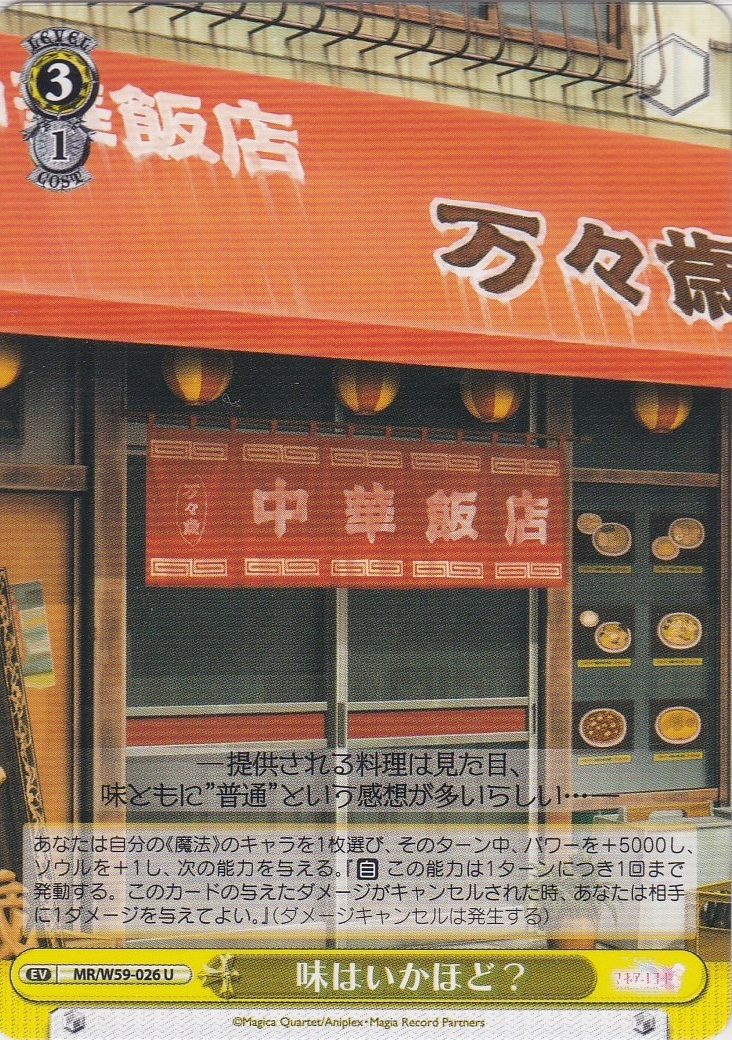 LEVEL
3
1
COST
華飯店
万々歳
万々歳
中華飯店
―提供される料理は見た目、
味ともに”普通”という感想が多いらしい…―
あなたは自分の《魔法》のキャラを1枚選び、そのターン中、パワーを＋5000し、
ソウルを＋1し、次の能力を与える。『自 この能力は1ターンにつき1回まで
発動する。このカードの与えたダメージがキャンセルされた時、あなたは相手
に1ダメージを与えてよい。』（ダメージキャンセルは発生する）
EV MR/W59-026 U
味はいかほど？
マギアレコード
©Magica Quartet/Aniplex・Magia Record Partners